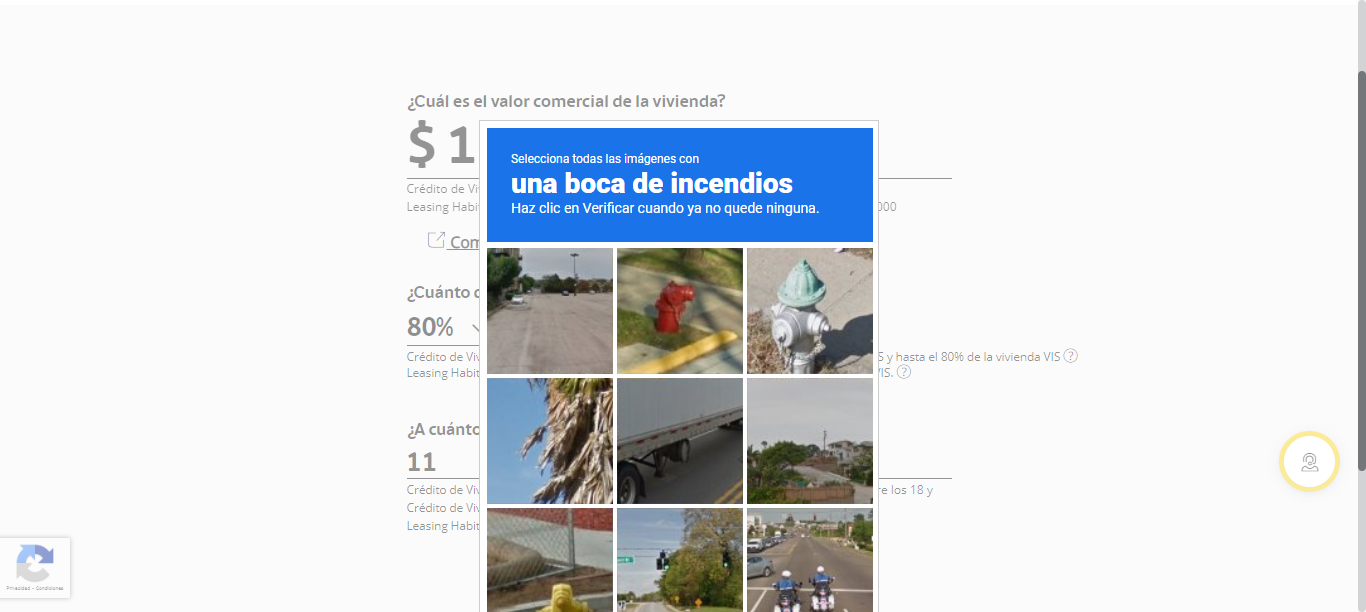 ¿Cuál es el valor comercial de la vivienda?
$ 1
Crédito de Vi
Leasing Habi
000
Com
¿Cuánto
80%
Crédito de Viv
S y hasta el 80% de la vivienda VIS ?
Leasing Habit
VIS. ?
¿A cuánto
11
Crédito de Viv
re los 18 y
Crédito de Viv
Leasing Habit
Selecciona todas las imágenes con
una boca de incendios
Haz clic en Verificar cuando ya no quede ninguna.
Privacidad - Condiciones